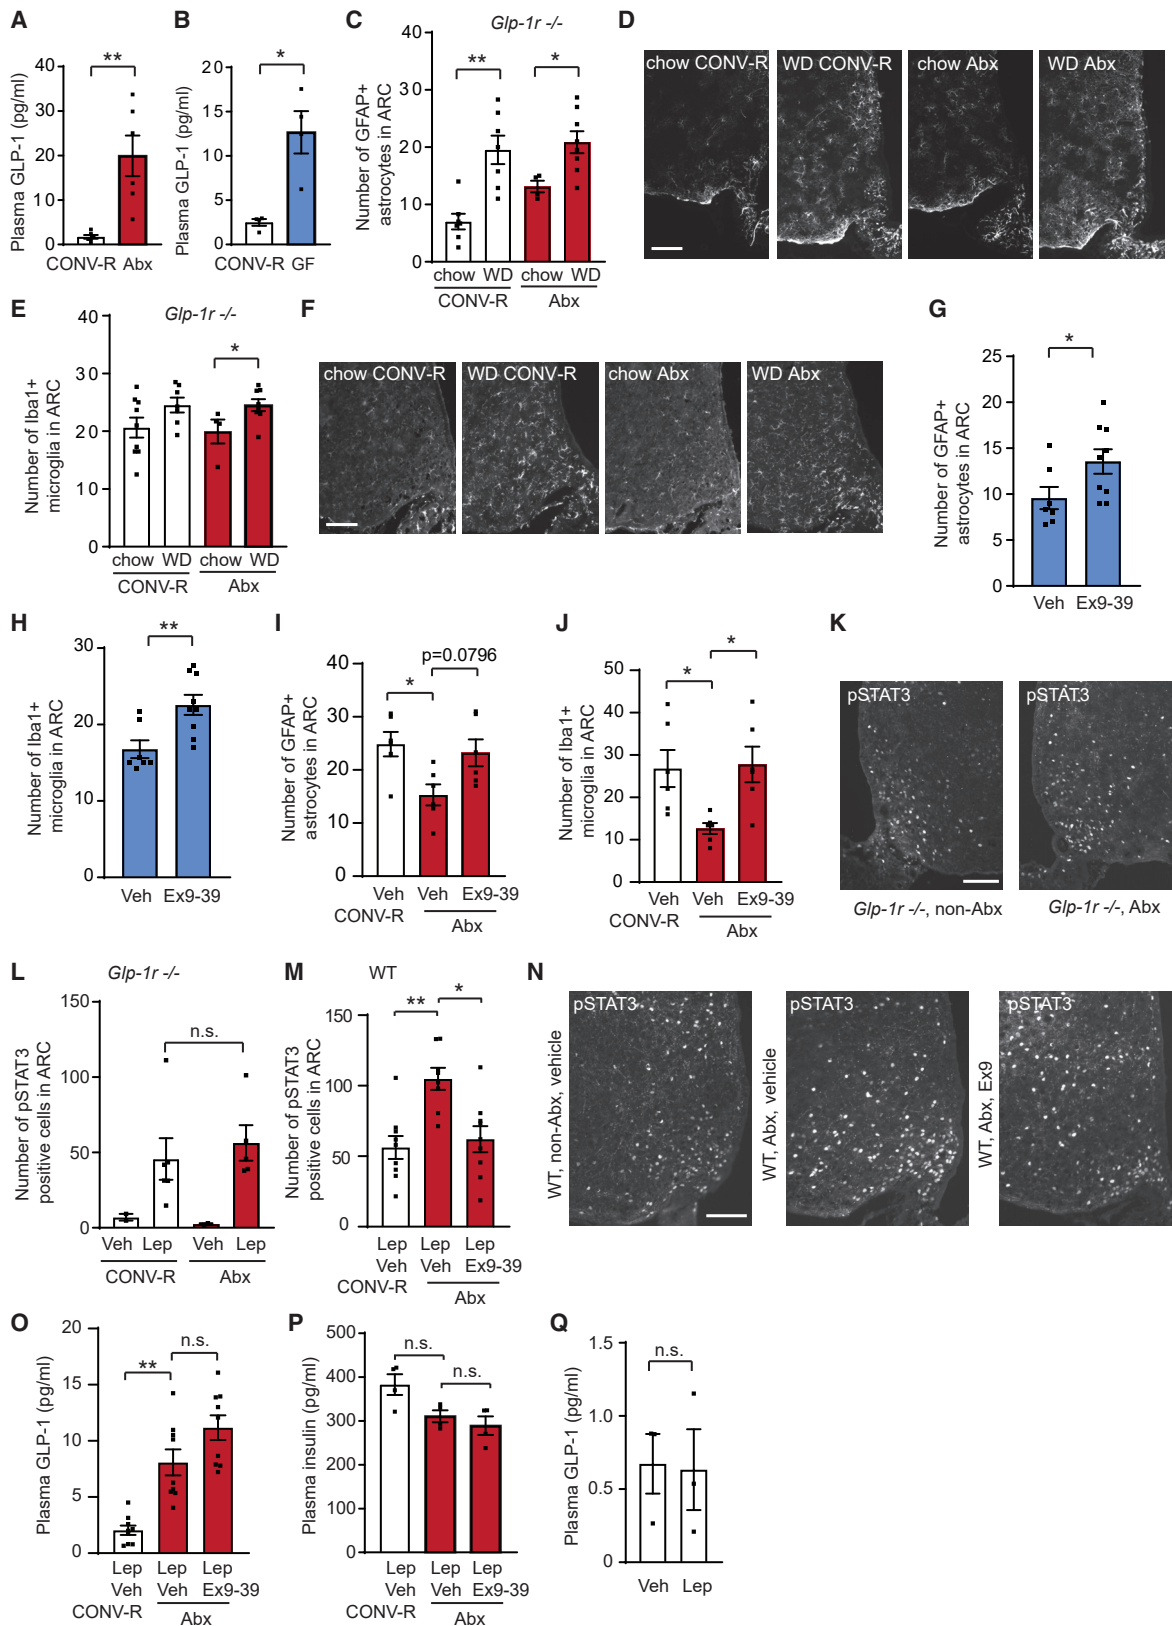 A
Plasma GLP-1 (pg/ml)
40
30
20
10
0
**
CONV-R Abx
B
Plasma GLP-1 (pg/ml)
20
15
10
5
0
*
CONV-R GF
C
Glp-1r -/-
Number of GFAP+
astrocytes in ARC
40
30
20
10
0
**
*
chow WD chow WD
CONV-R Abx
D
chow CONV-R
WD CONV-R
chow Abx
WD Abx
E
Glp-1r -/-
Number of Iba1+
microglia in ARC
40
30
20
10
0
*
chow WD chow WD
CONV-R Abx
F
chow CONV-R
WD CONV-R
chow Abx
WD Abx
G
Number of GFAP+
astrocytes in ARC
25
20
15
10
5
0
*
Veh Ex9-39
H
Number of Iba1+
microglia in ARC
30
20
10
0
**
Veh Ex9-39
I
Number of GFAP+
astrocytes in ARC
40
30
20
10
0
*
p=0.0796
Veh Veh Ex9-39
CONV-R
Abx
J
Number of Iba1+
microglia in ARC
50
40
30
20
10
0
*
*
Veh Veh Ex9-39
CONV-R
Abx
K
pSTAT3
pSTAT3
Glp-1r -/-, non-Abx
Glp-1r -/-, Abx
L
Glp-1r -/-
Number of pSTAT3
positive cells in ARC
150
100
50
0
n.s.
Veh Lep Veh Lep
CONV-R Abx
M
WT
Number of pSTAT3
positive cells in ARC
150
100
50
0
**
*
Lep Lep Lep
Veh Veh Ex9-39
CONV-R
Abx
N
WT, non-Abx, vehicle
pSTAT3
WT, Abx, vehicle
pSTAT3
WT, Abx, Ex9
pSTAT3
O
Plasma GLP-1 (pg/ml)
20
15
10
5
0
**
n.s.
Lep Lep Lep
Veh Veh Ex9-39
CONV-R
Abx
P
Plasma insulin (pg/ml)
500
400
300
200
100
0
n.s.
n.s.
Lep Lep Lep
Veh Veh Ex9-39
CONV-R
Abx
Q
Plasma GLP-1 (pg/ml)
1.5
1.0
0.5
0
n.s.
Veh Lep